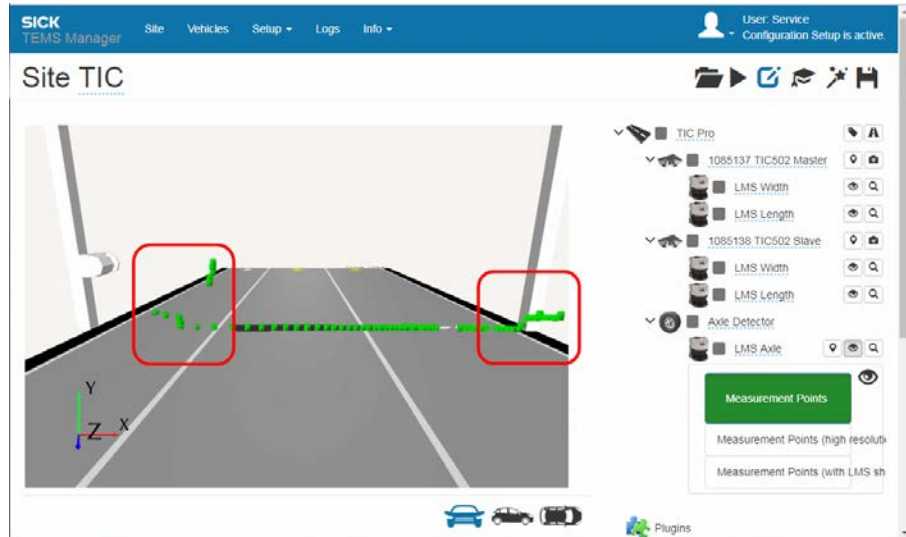 SICK
TEMS Manager
Site Vehicles Setup Logs Info
User: Service
Configuration Setup is active.
Site TIC
TIC Pro
1085137 TIC502 Master
LMS Width
LMS Length
1085138 TIC502 Slave
LMS Width
LMS Length
Axle Detector
LMS Axle
Measurement Points
Measurement Points (high resoluti
Measurement Points (with LMS sh
Y
Z X
Plugins